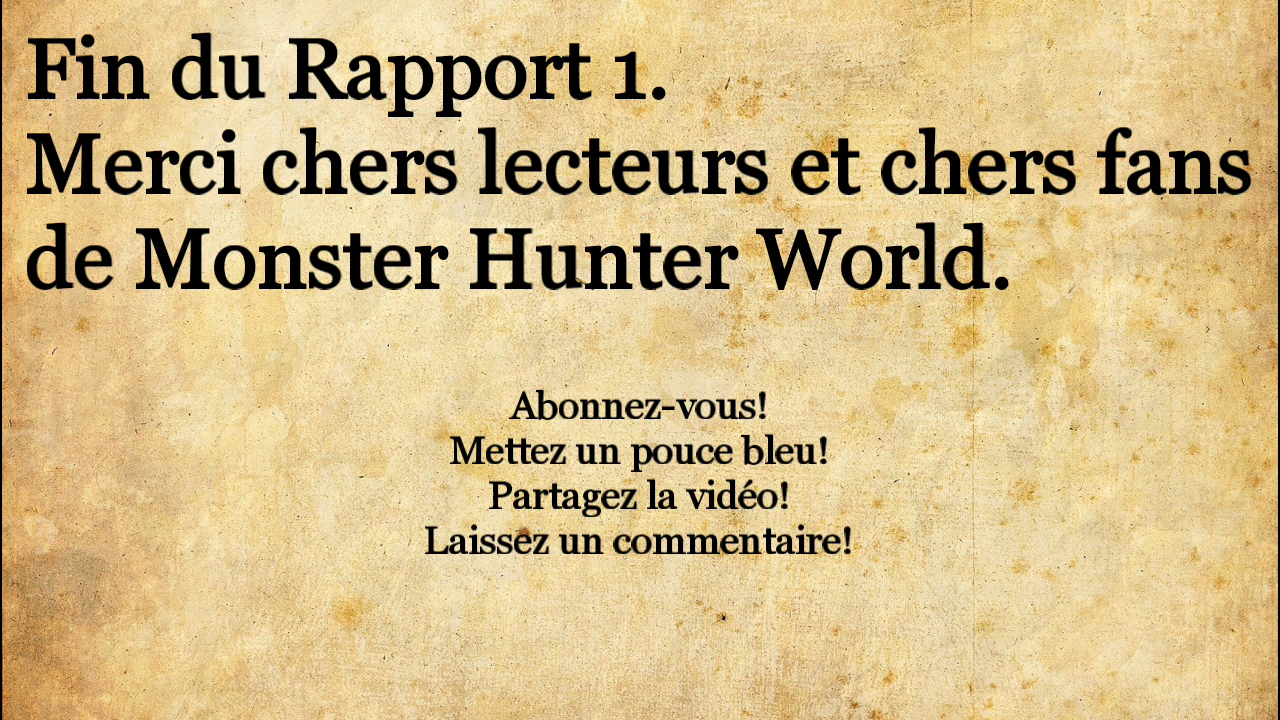 Fin du Rapport 1.
Merci chers lecteurs et chers fans
de Monster Hunter World.
Abonnez-vous!
Mettez un pouce bleu!
Partagez la vidéo!
Laissez un commentaire!